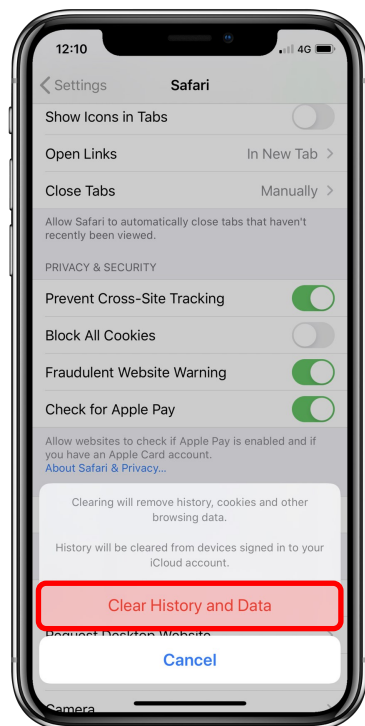 12:10
4G
Settings
Safari
Show Icons in Tabs
Open Links
In New Tab
Close Tabs
Manually
Allow Safari to automatically close tabs that haven't
recently been viewed.
PRIVACY & SECURITY
Prevent Cross-Site Tracking
Block All Cookies
Fraudulent Website Warning
Check for Apple Pay
Allow websites to check if Apple Pay is enabled and if
you have an Apple Card account.
About Safari & Privacy...
Clearing will remove history, cookies and other
browsing data.
History will be cleared from devices signed in to your
iCloud account.
Clear History and Data
Request Desktop Website
Cancel
Camera